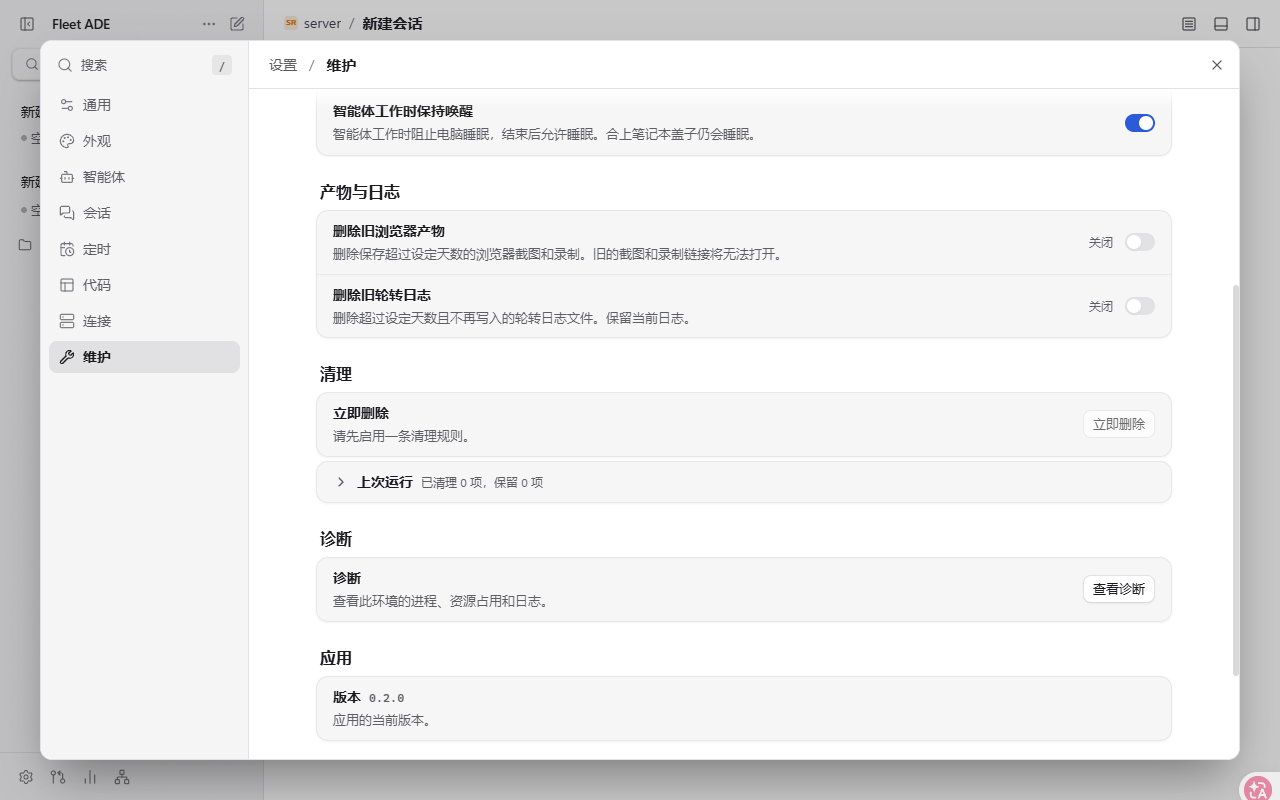 Fleet ADE
SR server / 新建会话
搜索 /
设置 / 维护
通用
外观
智能体
会话
定时
代码
连接
维护
智能体工作时保持唤醒
智能体工作时阻止电脑睡眠，结束后允许睡眠。合上笔记本盖子仍会睡眠。
产物与日志
删除旧浏览器产物
删除保存超过设定天数的浏览器截图和录制。旧的截图和录制链接将无法打开。
关闭
删除旧轮转日志
删除超过设定天数且不再写入的轮转日志文件。保留当前日志。
关闭
清理
立即删除
请先启用一条清理规则。
立即删除
上次运行 已清理 0 项，保留 0 项
诊断
诊断
查看此环境的进程、资源占用和日志。
查看诊断
应用
版本 0.2.0
应用的当前版本。